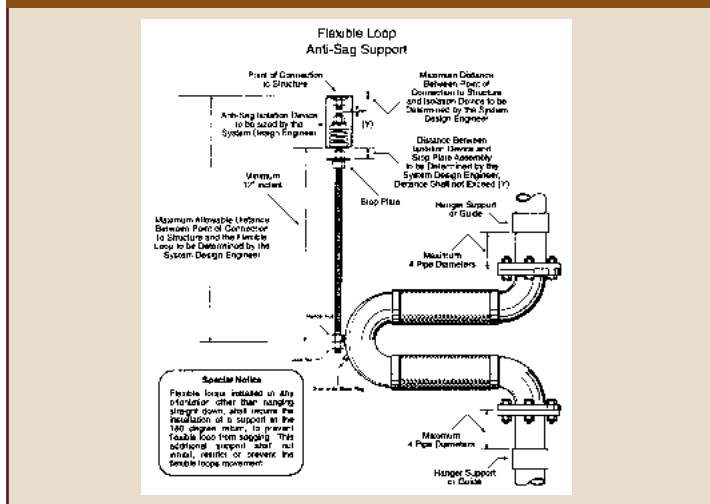 Flexible Loop
Anti-Sag Support
Point of Connection
to Structure
Maximum Distance
Between Point of
Connection to Structure
and Isolation Device to be
Determined by the System
Design Engineer
Anti-Sag Isolation Device
to be sized by the
System Design Engineer
(Y)
Distance Between
Isolation Device and
Stop Plate Assembly
to be Determined by the
System Design Engineer,
Distance Shall not Exceed (Y)
Minimum
12"
Stop Plate
Hanger Support
or Guide
Maximum Allowable Distance
Between Point of Connection
To Structure and the Flexible
Loop to be Determined by the
System Design Engineer
Maximum
4 Pipe Diameters
Special Notice
Flexible loops installed in any
orientation other than hanging
straight down, shall require the
installation of a support at the
180 degree return, to prevent
flexible loop from sagging. This
additional support shall not
inhibit, restrict or prevent the
flexible loops movement.
Maximum
4 Pipe Diameters
Hanger Support
or Guide